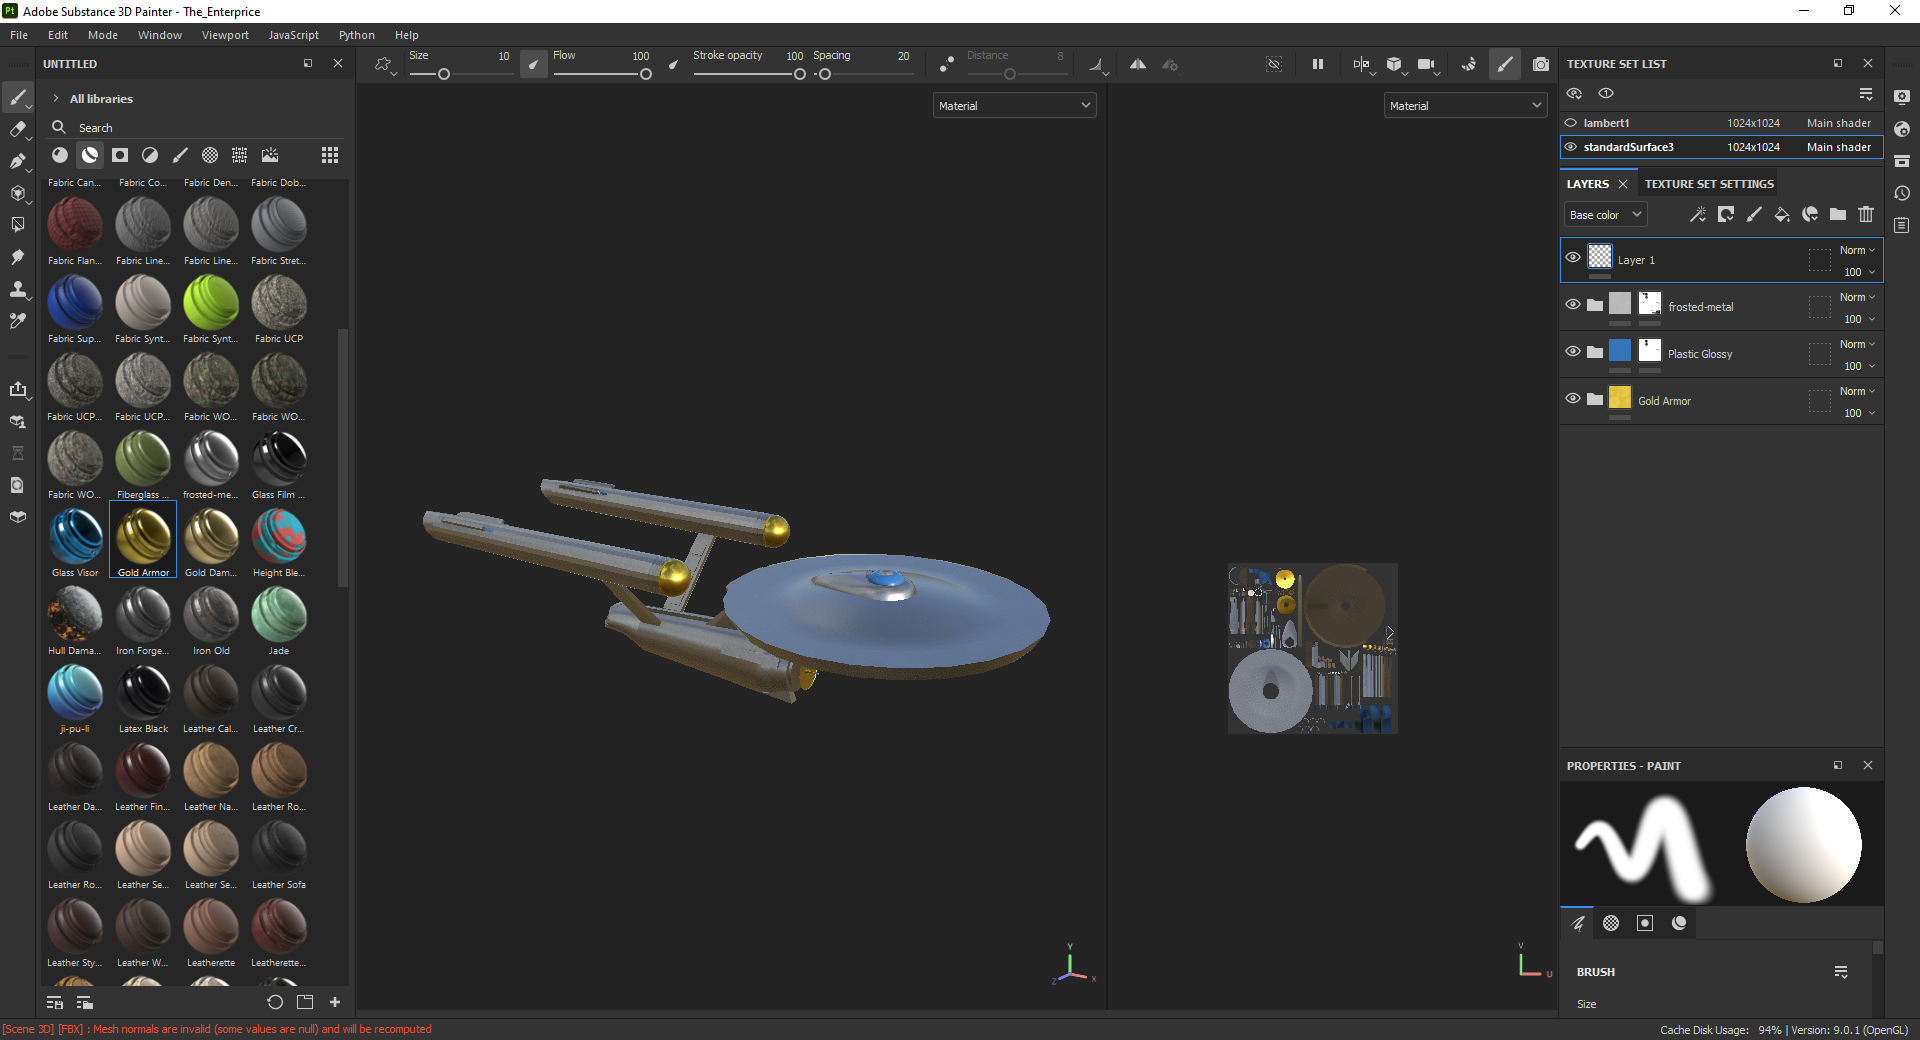 Pt Adobe Substance 3D Painter - The_Enterprice
File Edit Mode Window Viewport JavaScript Python Help
UNTITLED
All libraries
Search
Fabric Can... Fabric Co... Fabric Den... Fabric Dob...
Fabric Flan... Fabric Line... Fabric Line... Fabric Stret...
Fabric Sup... Fabric Synt... Fabric Synt... Fabric UCP
Fabric UCP... Fabric UCP... Fabric WO... Fabric WO...
Fabric WO... Fiberglass ... frosted-me... Glass Film ...
Glass Visor Gold Armor Gold Dam... Height Ble...
Hull Dama... Iron Forge... Iron Old Jade
ji-pu-li Latex Black Leather Cal... Leather Cr...
Leather Da... Leather Fin... Leather Na... Leather Ro...
Leather Ro... Leather Se... Leather Se... Leather Sofa
Leather Sty... Leather W... Leatherette Leatherette...
Size 10 Flow 100 Stroke opacity 100 Spacing 20 Distance 8
Material
Material
Y
X
Z
V
U
TEXTURE SET LIST
lambert1 1024x1024 Main shader
standardSurface3 1024x1024 Main shader
LAYERS TEXTURE SET SETTINGS
Base color
Layer 1 Norm
100
frosted-metal Norm
100
Plastic Glossy Norm
100
Gold Armor Norm
100
PROPERTIES - PAINT
BRUSH
Size
[Scene 3D] [FBX] : Mesh normals are invalid (some values are null) and will be recomputed
Cache Disk Usage: 94% | Version: 9.0.1 (OpenGL)